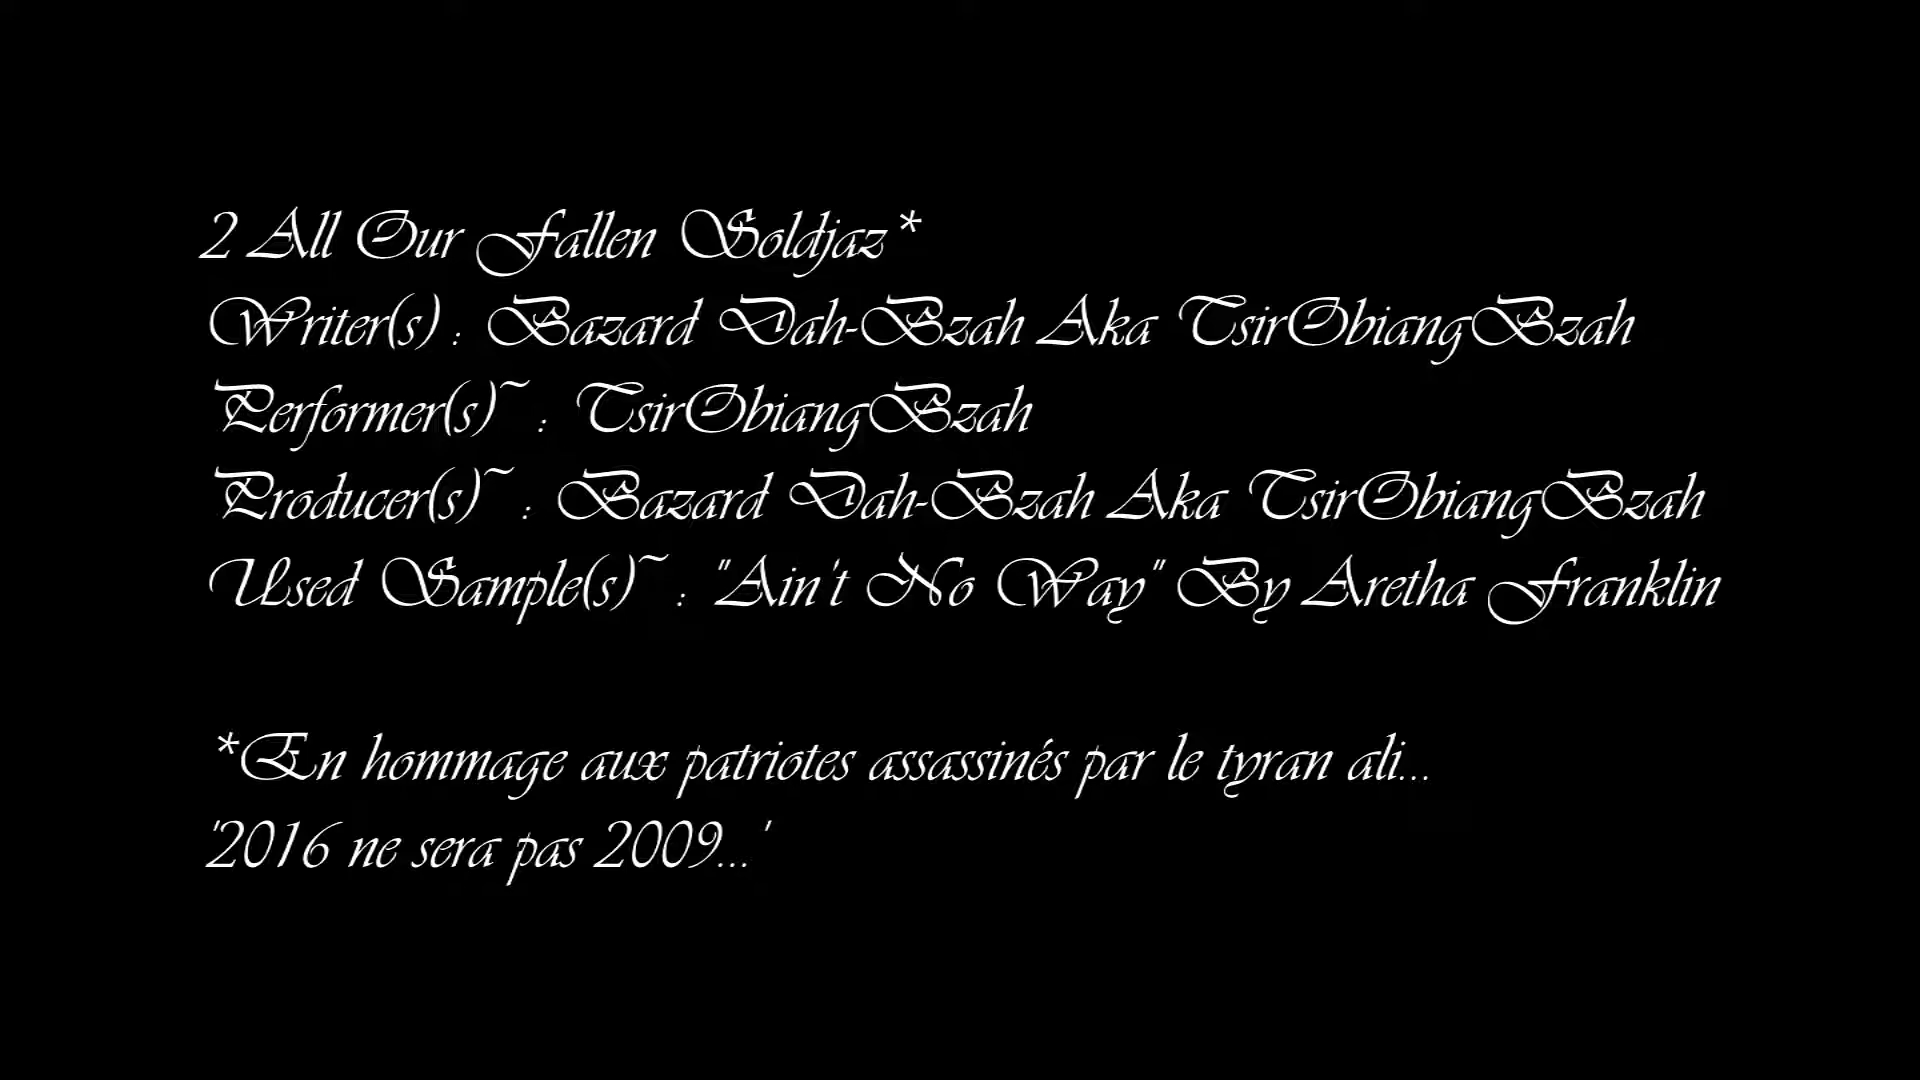 2 All Our Fallen Soldjaz*
Writer(s) : Bazard Dah-Bzah Aka TsirObiangBzah
Performer(s)~ : TsirObiangBzah
Producer(s)~ : Bazard Dah-Bzah Aka TsirObiangBzah
Used Sample(s)~ : "Ain't No Way" By Aretha Franklin
*En hommage aux patriotes assassinés par le tyran ali...
'2016 ne sera pas 2009...'